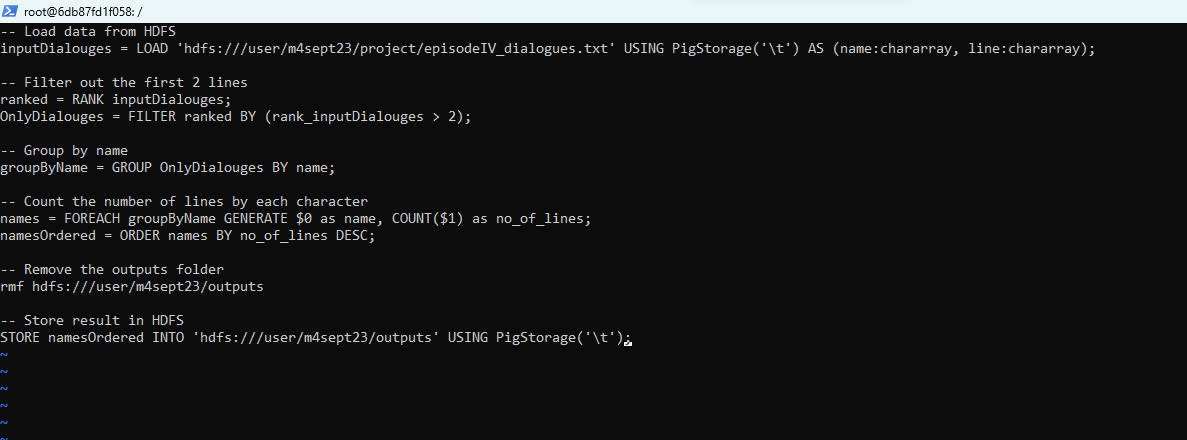 root@6db87fd1f058: /
-- Load data from HDFS
inputDialouges = LOAD 'hdfs:///user/m4sept23/project/episodeIV_dialogues.txt' USING PigStorage('\t') AS (name:chararray, line:chararray);
-- Filter out the first 2 lines
ranked = RANK inputDialouges;
OnlyDialouges = FILTER ranked BY (rank_inputDialouges > 2);
-- Group by name
groupByName = GROUP OnlyDialouges BY name;
-- Count the number of lines by each character
names = FOREACH groupByName GENERATE $0 as name, COUNT($1) as no_of_lines;
namesOrdered = ORDER names BY no_of_lines DESC;
-- Remove the outputs folder
rmf hdfs:///user/m4sept23/outputs
-- Store result in HDFS
STORE namesOrdered INTO 'hdfs:///user/m4sept23/outputs' USING PigStorage('\t');
~
~
~
~
~
~